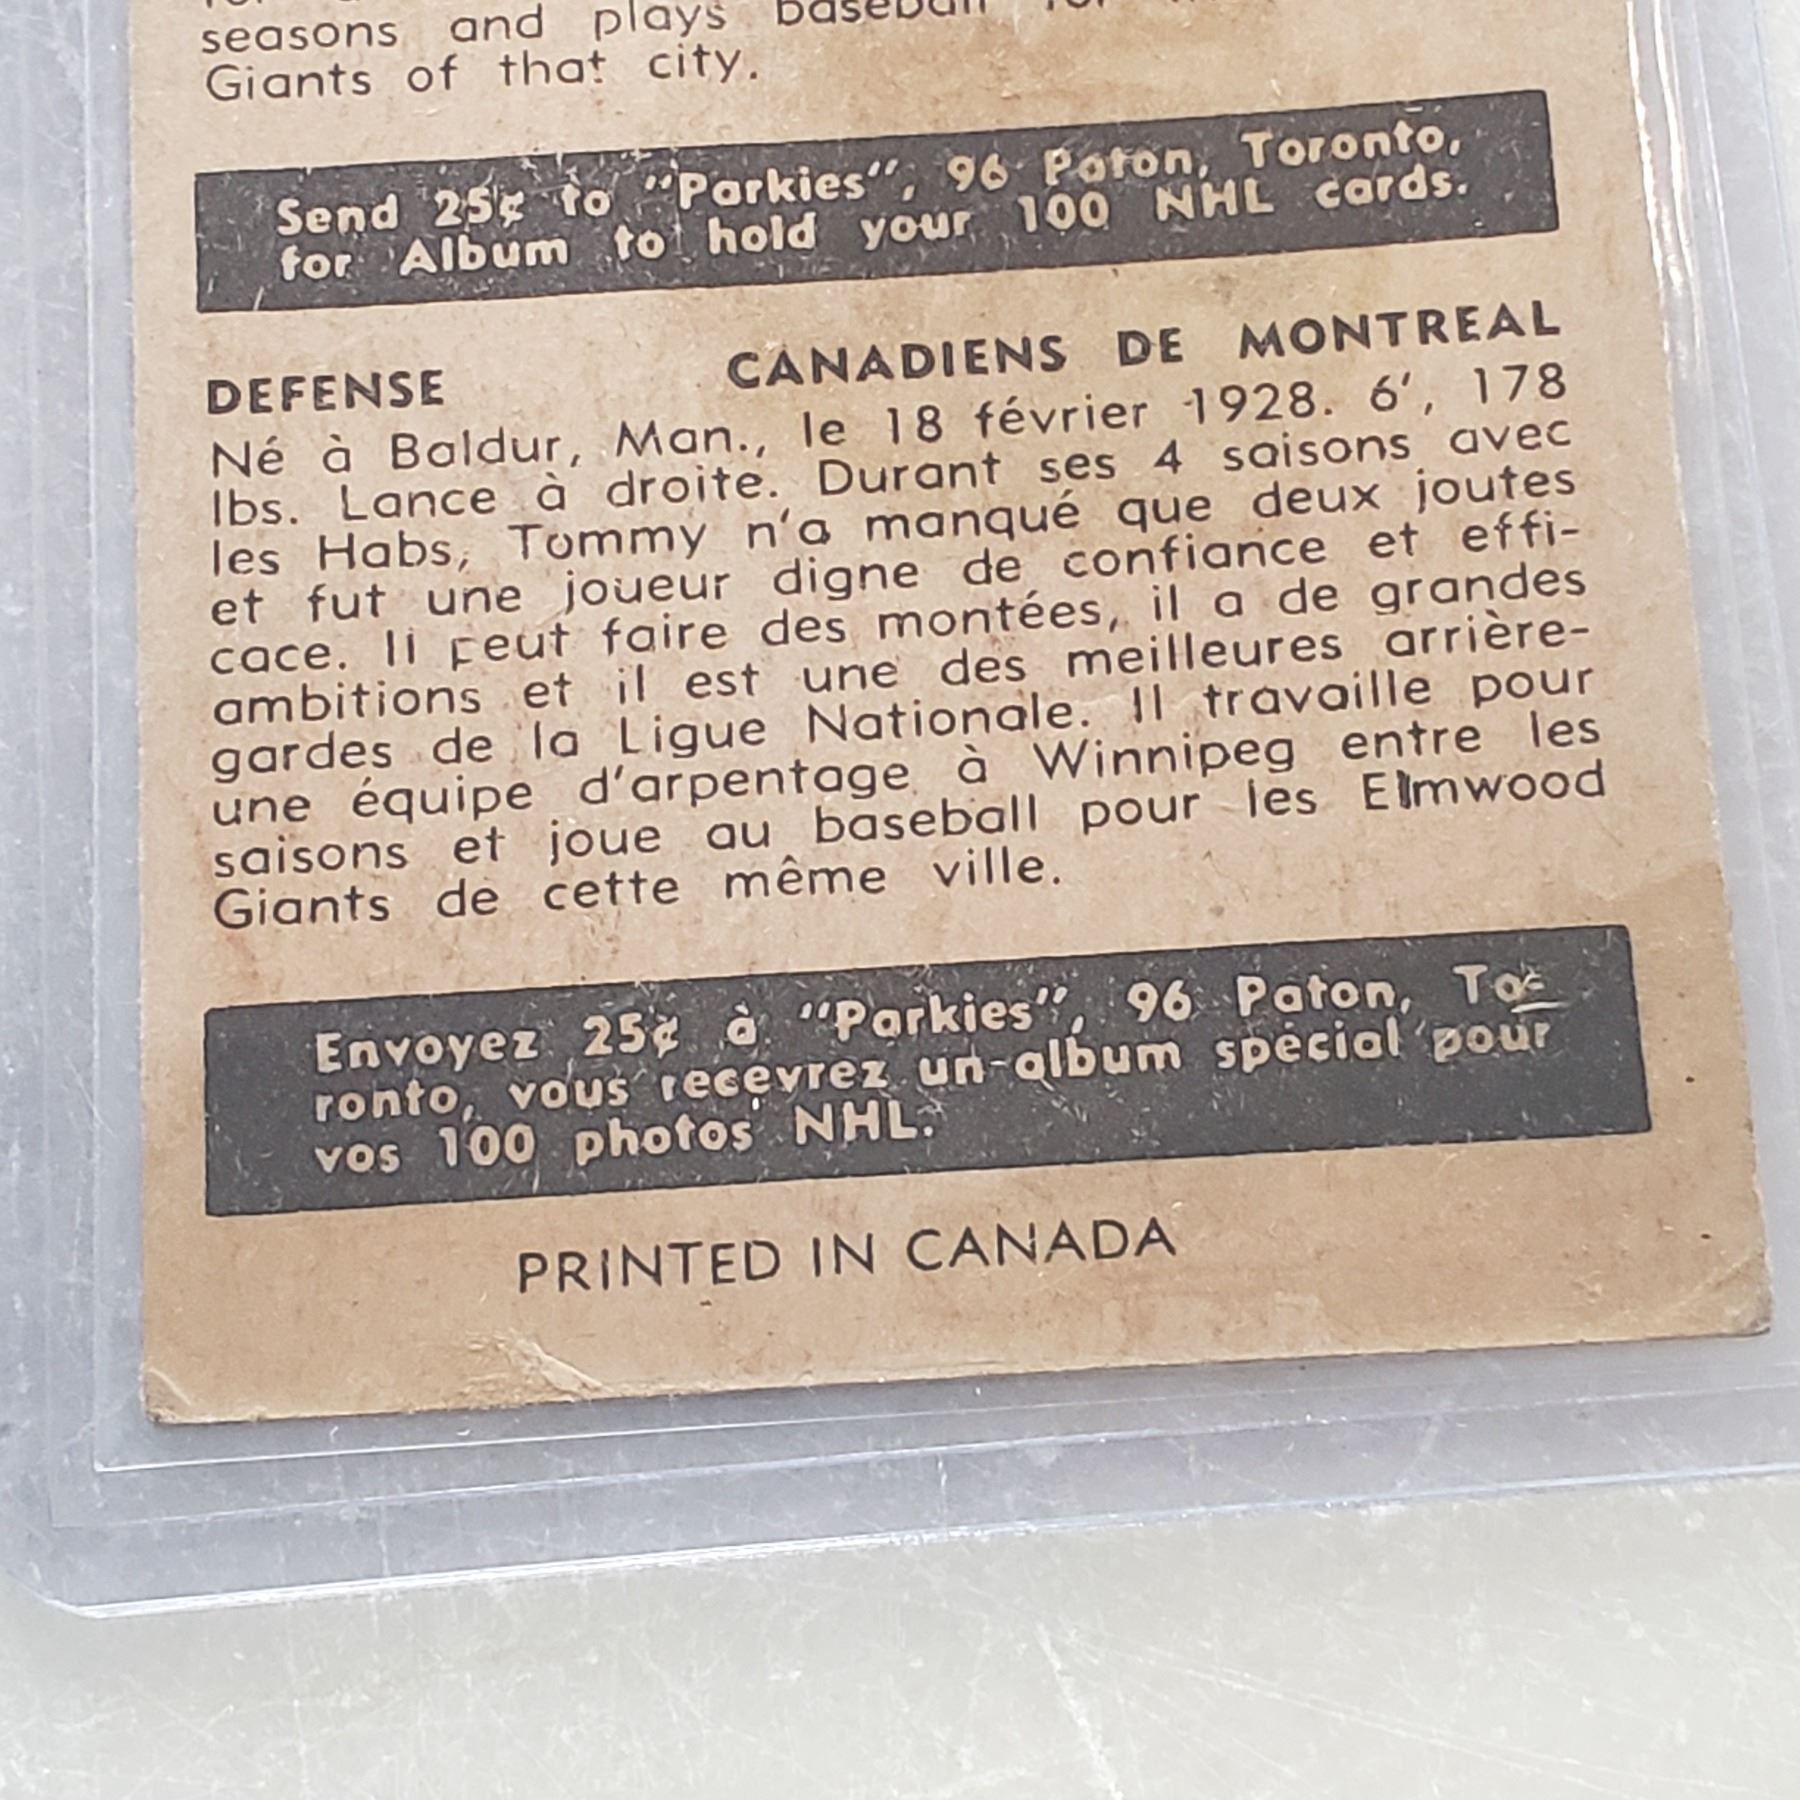 seasons and plays baseball
Giants of that city.
Send 25¢ to "Parkies", 96 Paton, Toronto,
for Album to hold your 100 NHL cards.
DEFENSE CANADIENS DE MONTREAL
Né à Baldur, Man., le 18 février 1928. 6', 178
lbs. Lance à droite. Durant ses 4 saisons avec
les Habs, Tommy n'a manqué que deux joutes
et fut une joueur digne de confiance et effi-
cace. Il peut faire des montées, il a de grandes
ambitions et il est une des meilleures arrière-
gardes de la Ligue Nationale. Il travaille pour
une équipe d'arpentage à Winnipeg entre les
saisons et joue au baseball pour les Elmwood
Giants de cette même ville.
Envoyez 25¢ à "Parkies", 96 Paton, To-
ronto, vous recevrez un album spécial pour
vos 100 photos NHL.
PRINTED IN CANADA